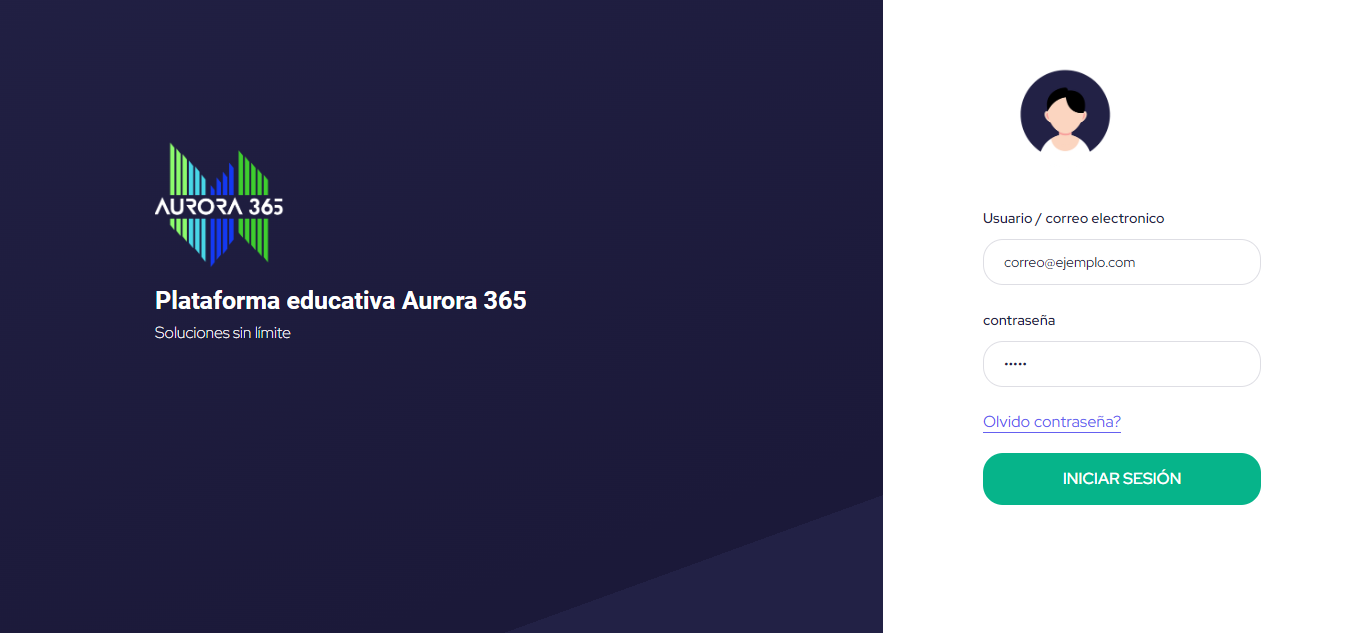 AURORA 365
Plataforma educativa Aurora 365
Soluciones sin límite
Usuario / correo electronico
correo@ejemplo.com
contraseña
•••••
Olvido contraseña?
INICIAR SESIÓN